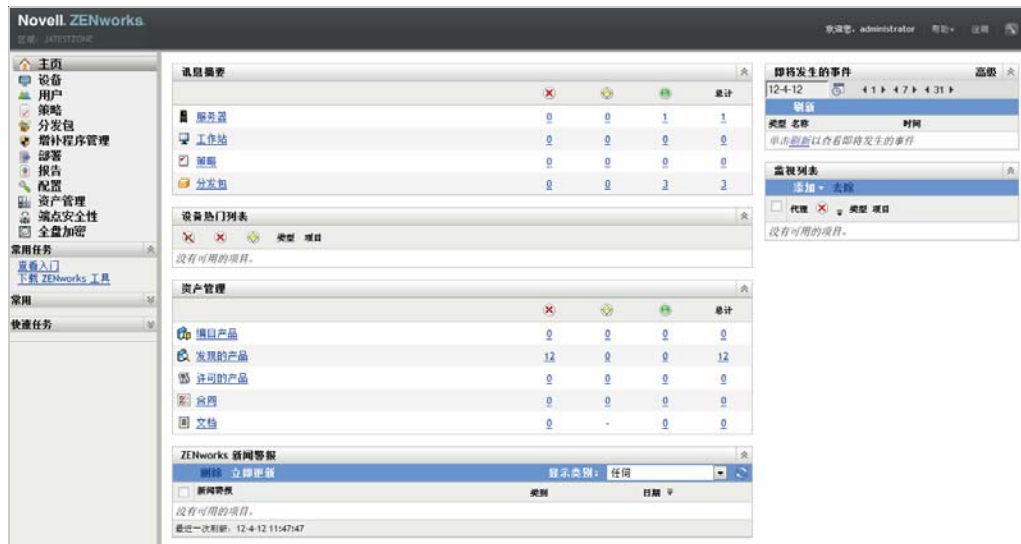 Novell. ZENworks.
区域: JATESTZONE
欢迎您, administrator 帮助 注销
主页
设备
用户
策略
分发包
增补程序管理
部署
报告
配置
资产管理
端点安全性
全盘加密
常用任务
查看入门
下载 ZENworks 工具
常用
快速任务
讯息摘要
总计
服务器 0 0 1 1
工作站 0 0 0 0
策略 0 0 0 0
分发包 0 0 3 3
设备热门列表
类型 项目
没有可用的项目。
资产管理
总计
编目产品 0 0 0 0
发现的产品 12 0 0 12
许可的产品 0 0 0 0
合同 0 0 0 0
文档 0 - 0 0
ZENworks 新闻警报
删除 立即更新 显示类别: 任何
新闻警报 类别 日期
没有可用的项目。
最近一次刷新: 12-4-12 11:47:47
即将发生的事件 高级
12-4-12 1 7 31
刷新
类型 名称 时间
单击刷新以查看即将发生的事件
监视列表
添加 去除
代理 类型 项目
没有可用的项目。